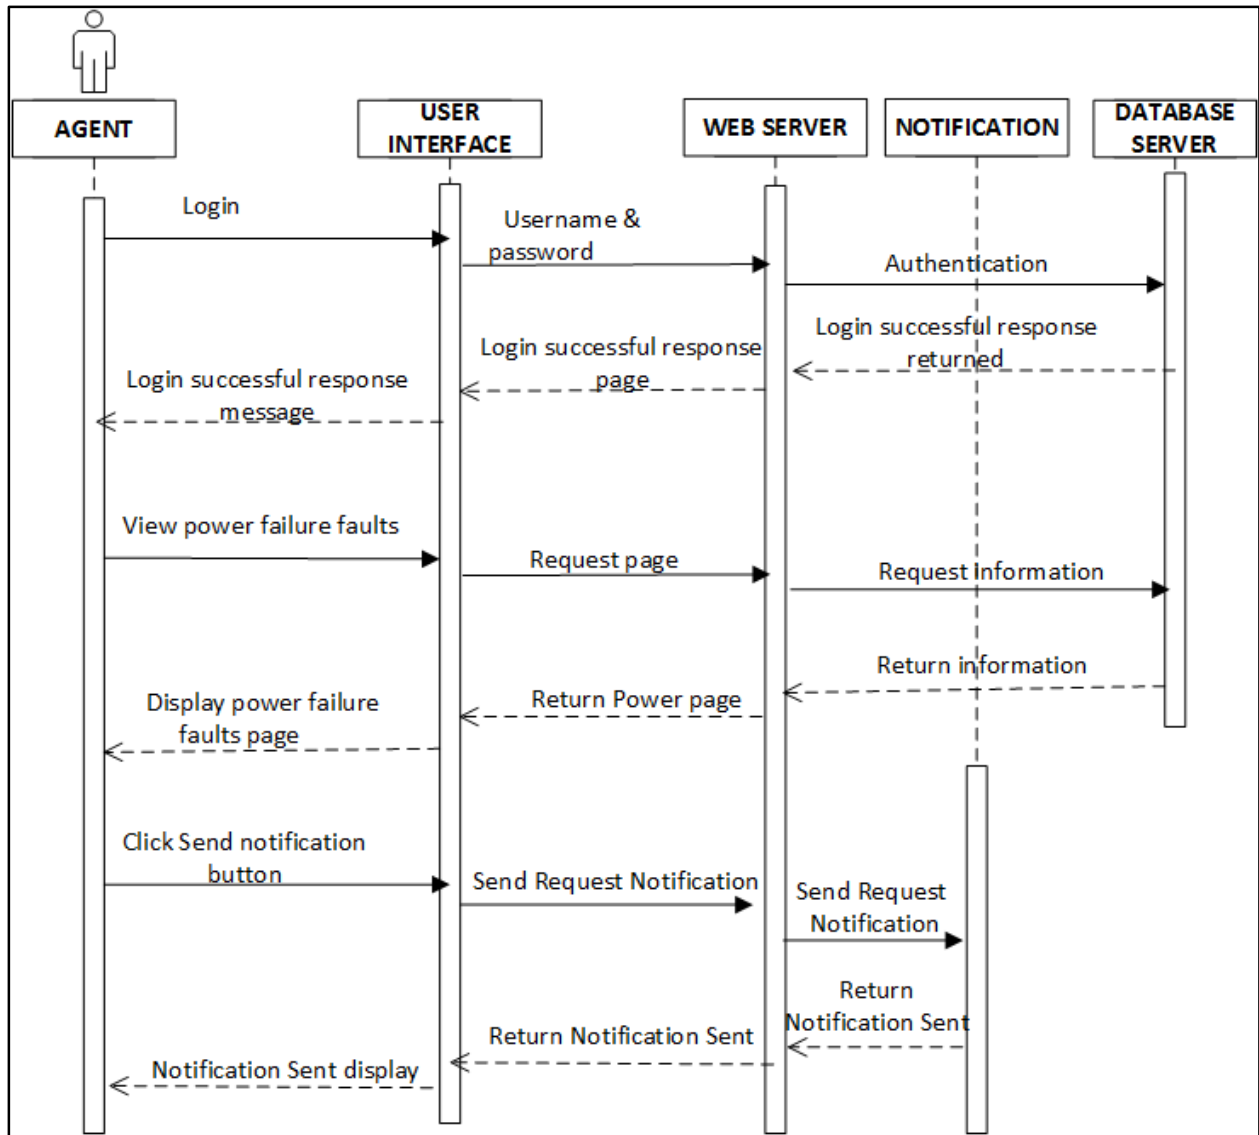 AGENT
USER
INTERFACE
WEB SERVER
NOTIFICATION
DATABASE
SERVER
Login
Username &
password
Authentication
Login successful response
returned
Login successful response
page
Login successful response
message
View power failure faults
Request page
Request Information
Return information
Return Power page
Display power failure
faults page
Click Send notification
button
Send Request Notification
Send Request
Notification
Return
Notification Sent
Return Notification Sent
Notification Sent display